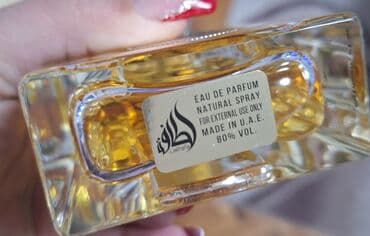 لطافة
EAU DE PARFUM
NATURAL SPRAY
FOR EXTERNAL USE ONLY
MADE IN U.A.E.
80% VOL.